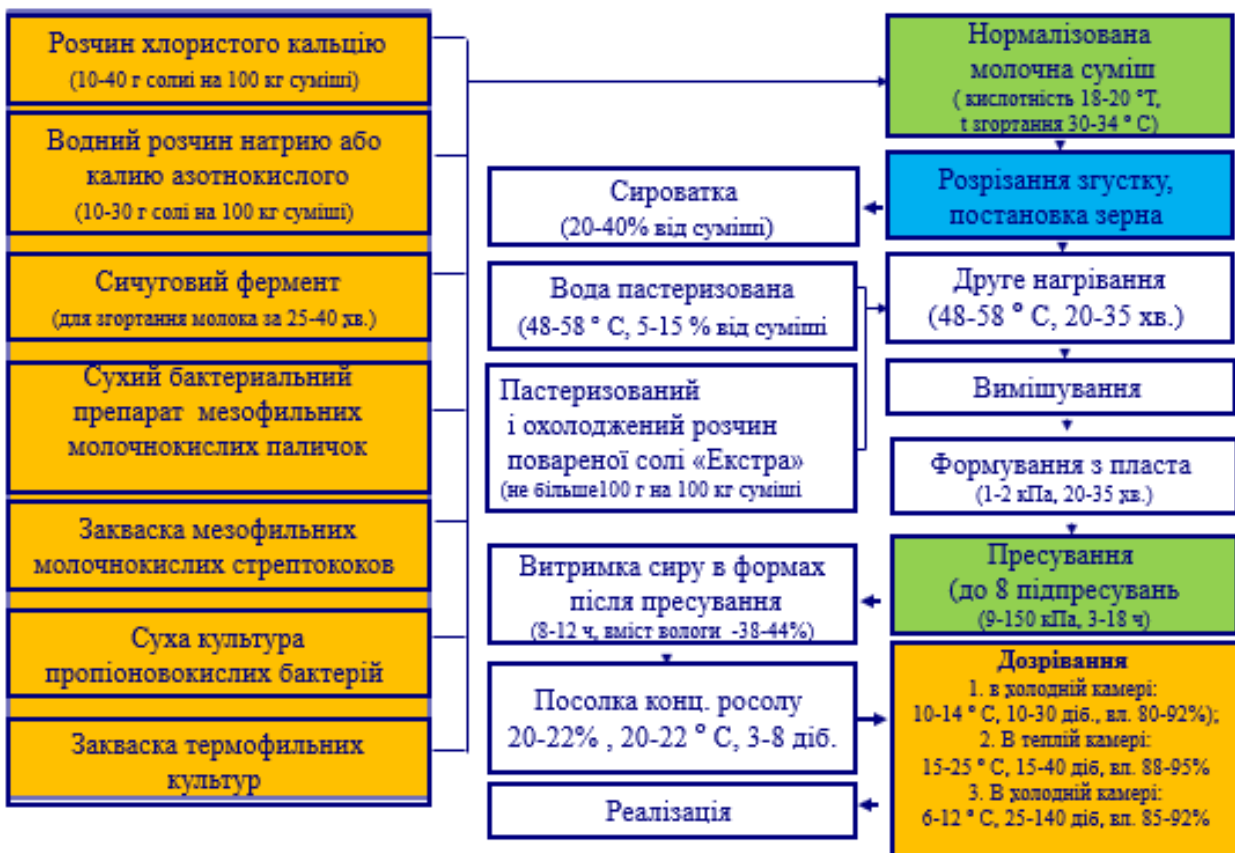 Розчин хлористого кальцію
(10-40 г солиі на 100 кг суміші)
Водний розчин натрию або
калию азотнокислого
(10-30 г солі на 100 кг суміші)
Сичуговий фермент
(для згортання молока за 25-40 хв.)
Сухий бактериальний
препарат мезофильних
молочнокислих паличок
Закваска мезофильних
молочнокислих стрептококов
Суха культура
пропіоновокислих бактерій
Закваска термофильних
культур
Сироватка
(20-40% від суміші)
Вода пастеризована
(48-58 ° С, 5-15 % від суміші
Пастеризований
і охолоджений розчин
повареної солі «Екстра»
(не більше100 г на 100 кг суміші
Витримка сиру в формах
після пресування
(8-12 ч, вміст вологи -38-44%)
Посолка конц. росолу
20-22% , 20-22 ° С, 3-8 діб.
Реалізація
Нормалізована
молочна суміш
( кислотність 18-20 °Т,
t згортання 30-34 ° С)
Розрізання згустку,
постановка зерна
Друге нагрівання
(48-58 ° С, 20-35 хв.)
Вимішування
Формування з пласта
(1-2 кПа, 20-35 хв.)
Пресування
(до 8 підпресувань
(9-150 кПа, 3-18 ч)
Дозрівання
1. в холодній камері:
10-14 ° С, 10-30 діб., вл. 80-92%);
2. В теплій камері:
15-25 ° С, 15-40 діб, вл. 88-95%
3. В холодній камері:
6-12 ° С, 25-140 діб, вл. 85-92%